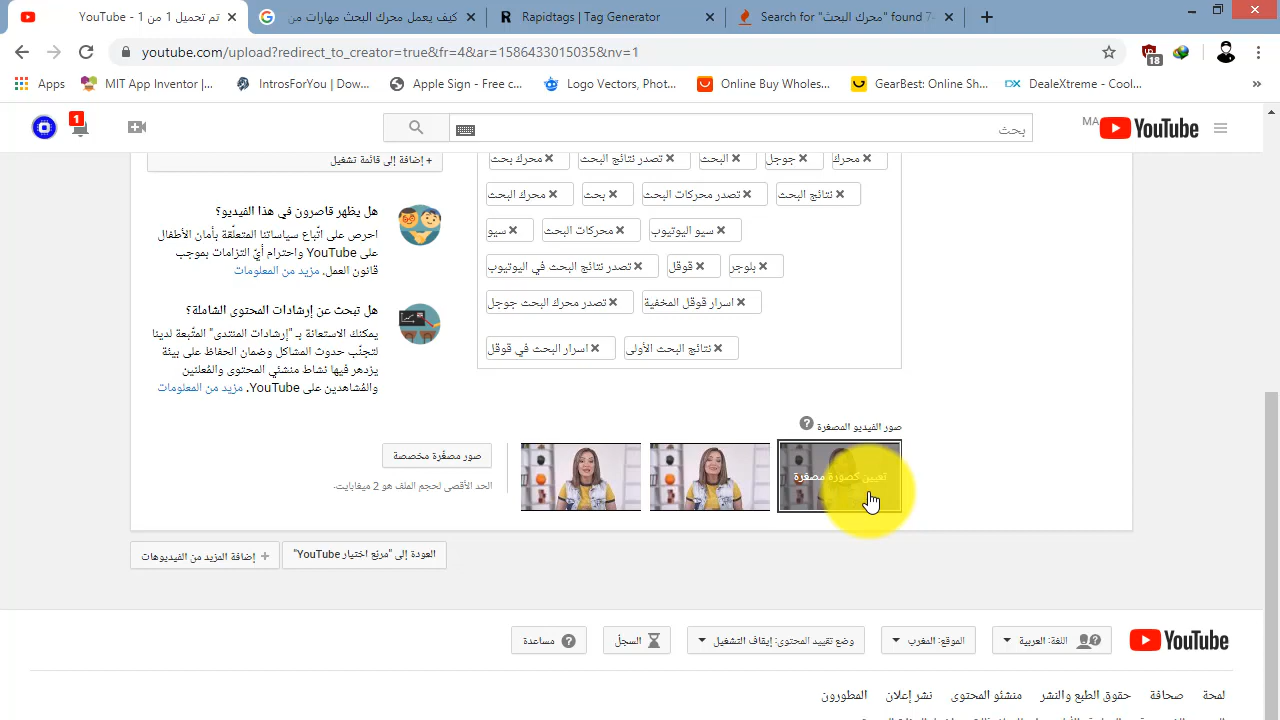 تم تحميل 1 من 1 - YouTube
كيف يعمل محرك البحث مهارات من
Rapidtags | Tag Generator
Search for "محرك البحث" found 7
youtube.com/upload?redirect_to_creator=true&fr=4&ar=1586433015035&nv=1
18
Apps
MIT App Inventor |...
IntrosForYou | Dow...
Apple Sign - Free c...
Logo Vectors, Phot...
Online Buy Wholes...
GearBest: Online Sh...
DX DealeXtreme - Cool...
»
1
بحث
MA
YouTube
+ إضافة إلى قائمة تشغيل
محرك ×
جوجل ×
البحث ×
تصدر نتائج البحث ×
محرك بحث ×
نتائج البحث ×
تصدر محركات البحث ×
بحث ×
محرك البحث ×
سيو اليوتيوب ×
محركات البحث ×
سيو ×
بلوجر ×
قوقل ×
تصدر نتائج البحث في اليوتيوب ×
اسرار قوقل المخفية ×
تصدر محرك البحث جوجل ×
نتائج البحث الأولى ×
اسرار البحث في قوقل ×
هل يظهر قاصرون في هذا الفيديو؟
احرص على اتّباع سياساتنا المتعلّقة بأمان الأطفال
على YouTube واحترام أيّ التزامات بموجب
قانون العمل. مزيد من المعلومات
هل تبحث عن إرشادات المحتوى الشاملة؟
يمكنك الاستعانة بـ "إرشادات المنتدى" المتّبعة لدينا
لتجنّب حدوث المشاكل وضمان الحفاظ على بيئة
يزدهر فيها نشاط منشئي المحتوى والمُعلنين
والمُشاهدين على YouTube. مزيد من المعلومات
صور الفيديو المصغرة
تعيين كصورة مصغرة
صور مصغّرة مخصصة
الحد الأقصى لحجم الملف هو 2 ميغابايت.
العودة إلى "مربّع اختيار YouTube"
+ إضافة المزيد من الفيديوهات
YouTube
اللغة: العربية
الموقع: المغرب
وضع تقييد المحتوى: إيقاف التشغيل
السجلّ
مساعدة
لمحة
صحافة
حقوق الطبع والنشر
منشئو المحتوى
نشر إعلان
المطورون